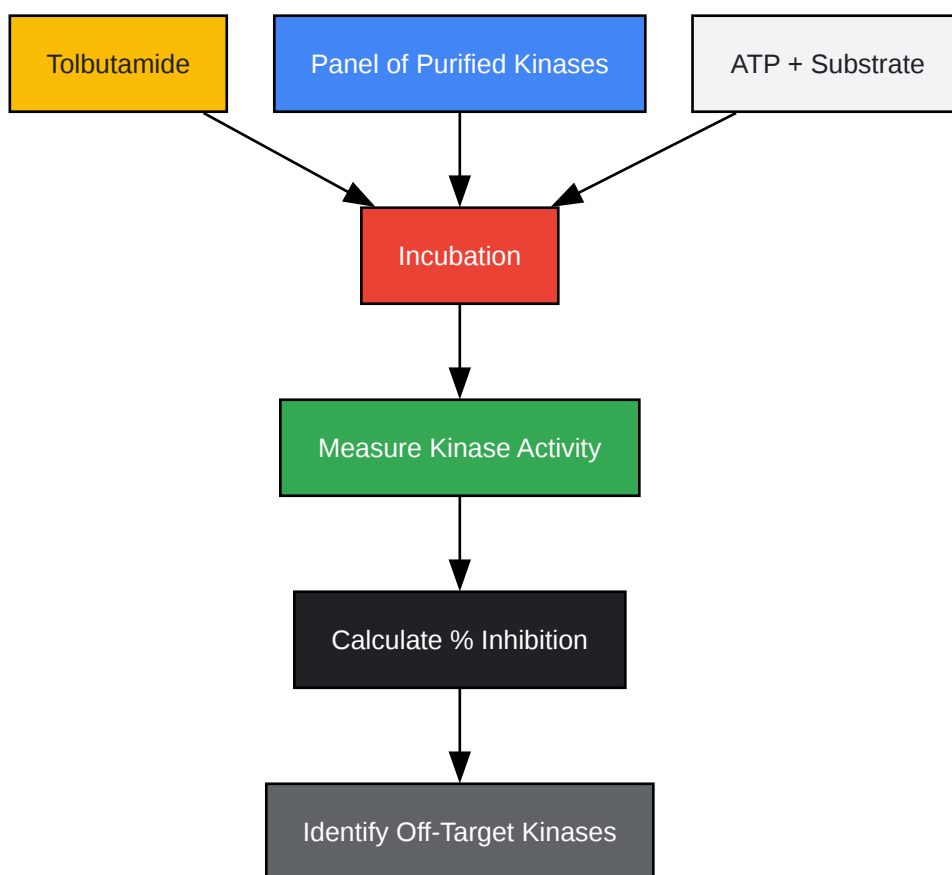 Tolbutamide
Panel of Purified Kinases
ATP + Substrate
Incubation
Measure Kinase Activity
Calculate % Inhibition
Identify Off-Target Kinases